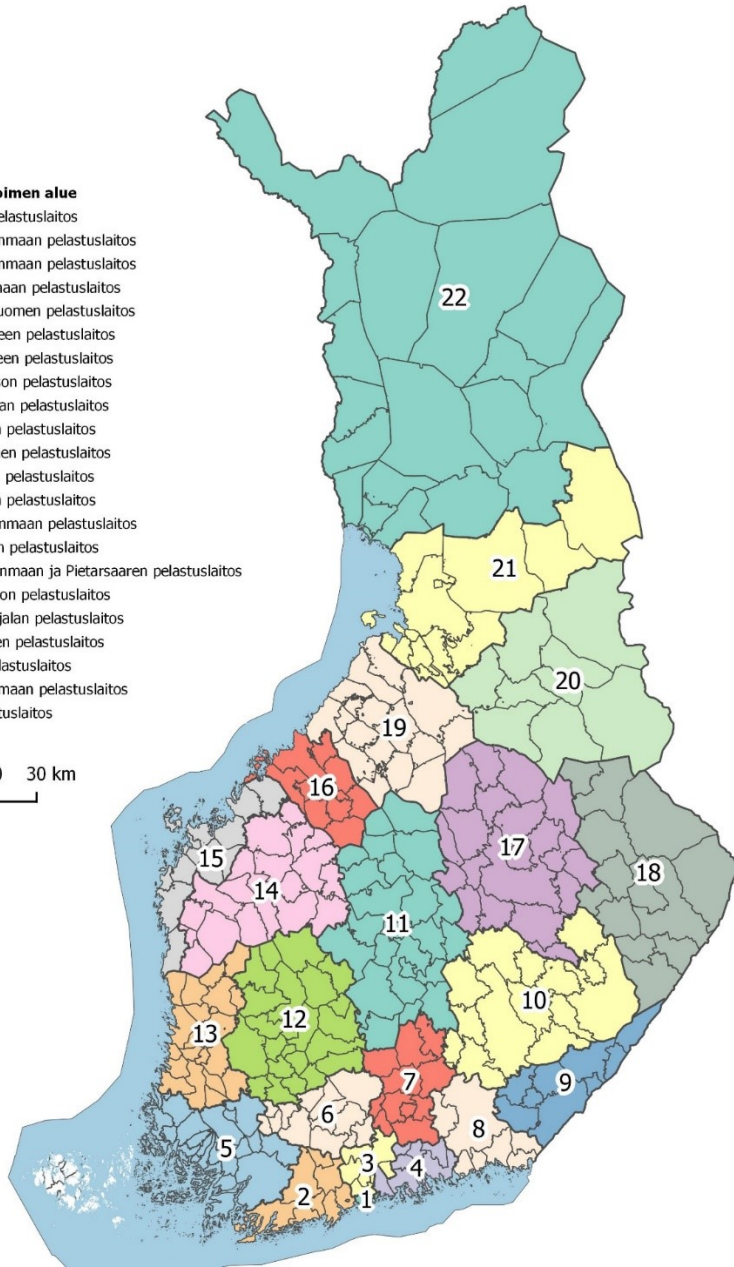 oimen alue
elastuslaitos
nmaan pelastuslaitos
nmaan pelastuslaitos
maan pelastuslaitos
uomen pelastuslaitos
een pelastuslaitos
een pelastuslaitos
son pelastuslaitos
an pelastuslaitos
n pelastuslaitos
en pelastuslaitos
pelastuslaitos
n pelastuslaitos
nmaan pelastuslaitos
n pelastuslaitos
nmaan ja Pietarsaaren pelastuslaitos
on pelastuslaitos
jalan pelastuslaitos
en pelastuslaitos
elastuslaitos
maan pelastuslaitos
tuslaitos
30 km
22
21
20
19
16
17
15
14
18
11
10
12
13
7
9
6
8
5
3
4
2
1